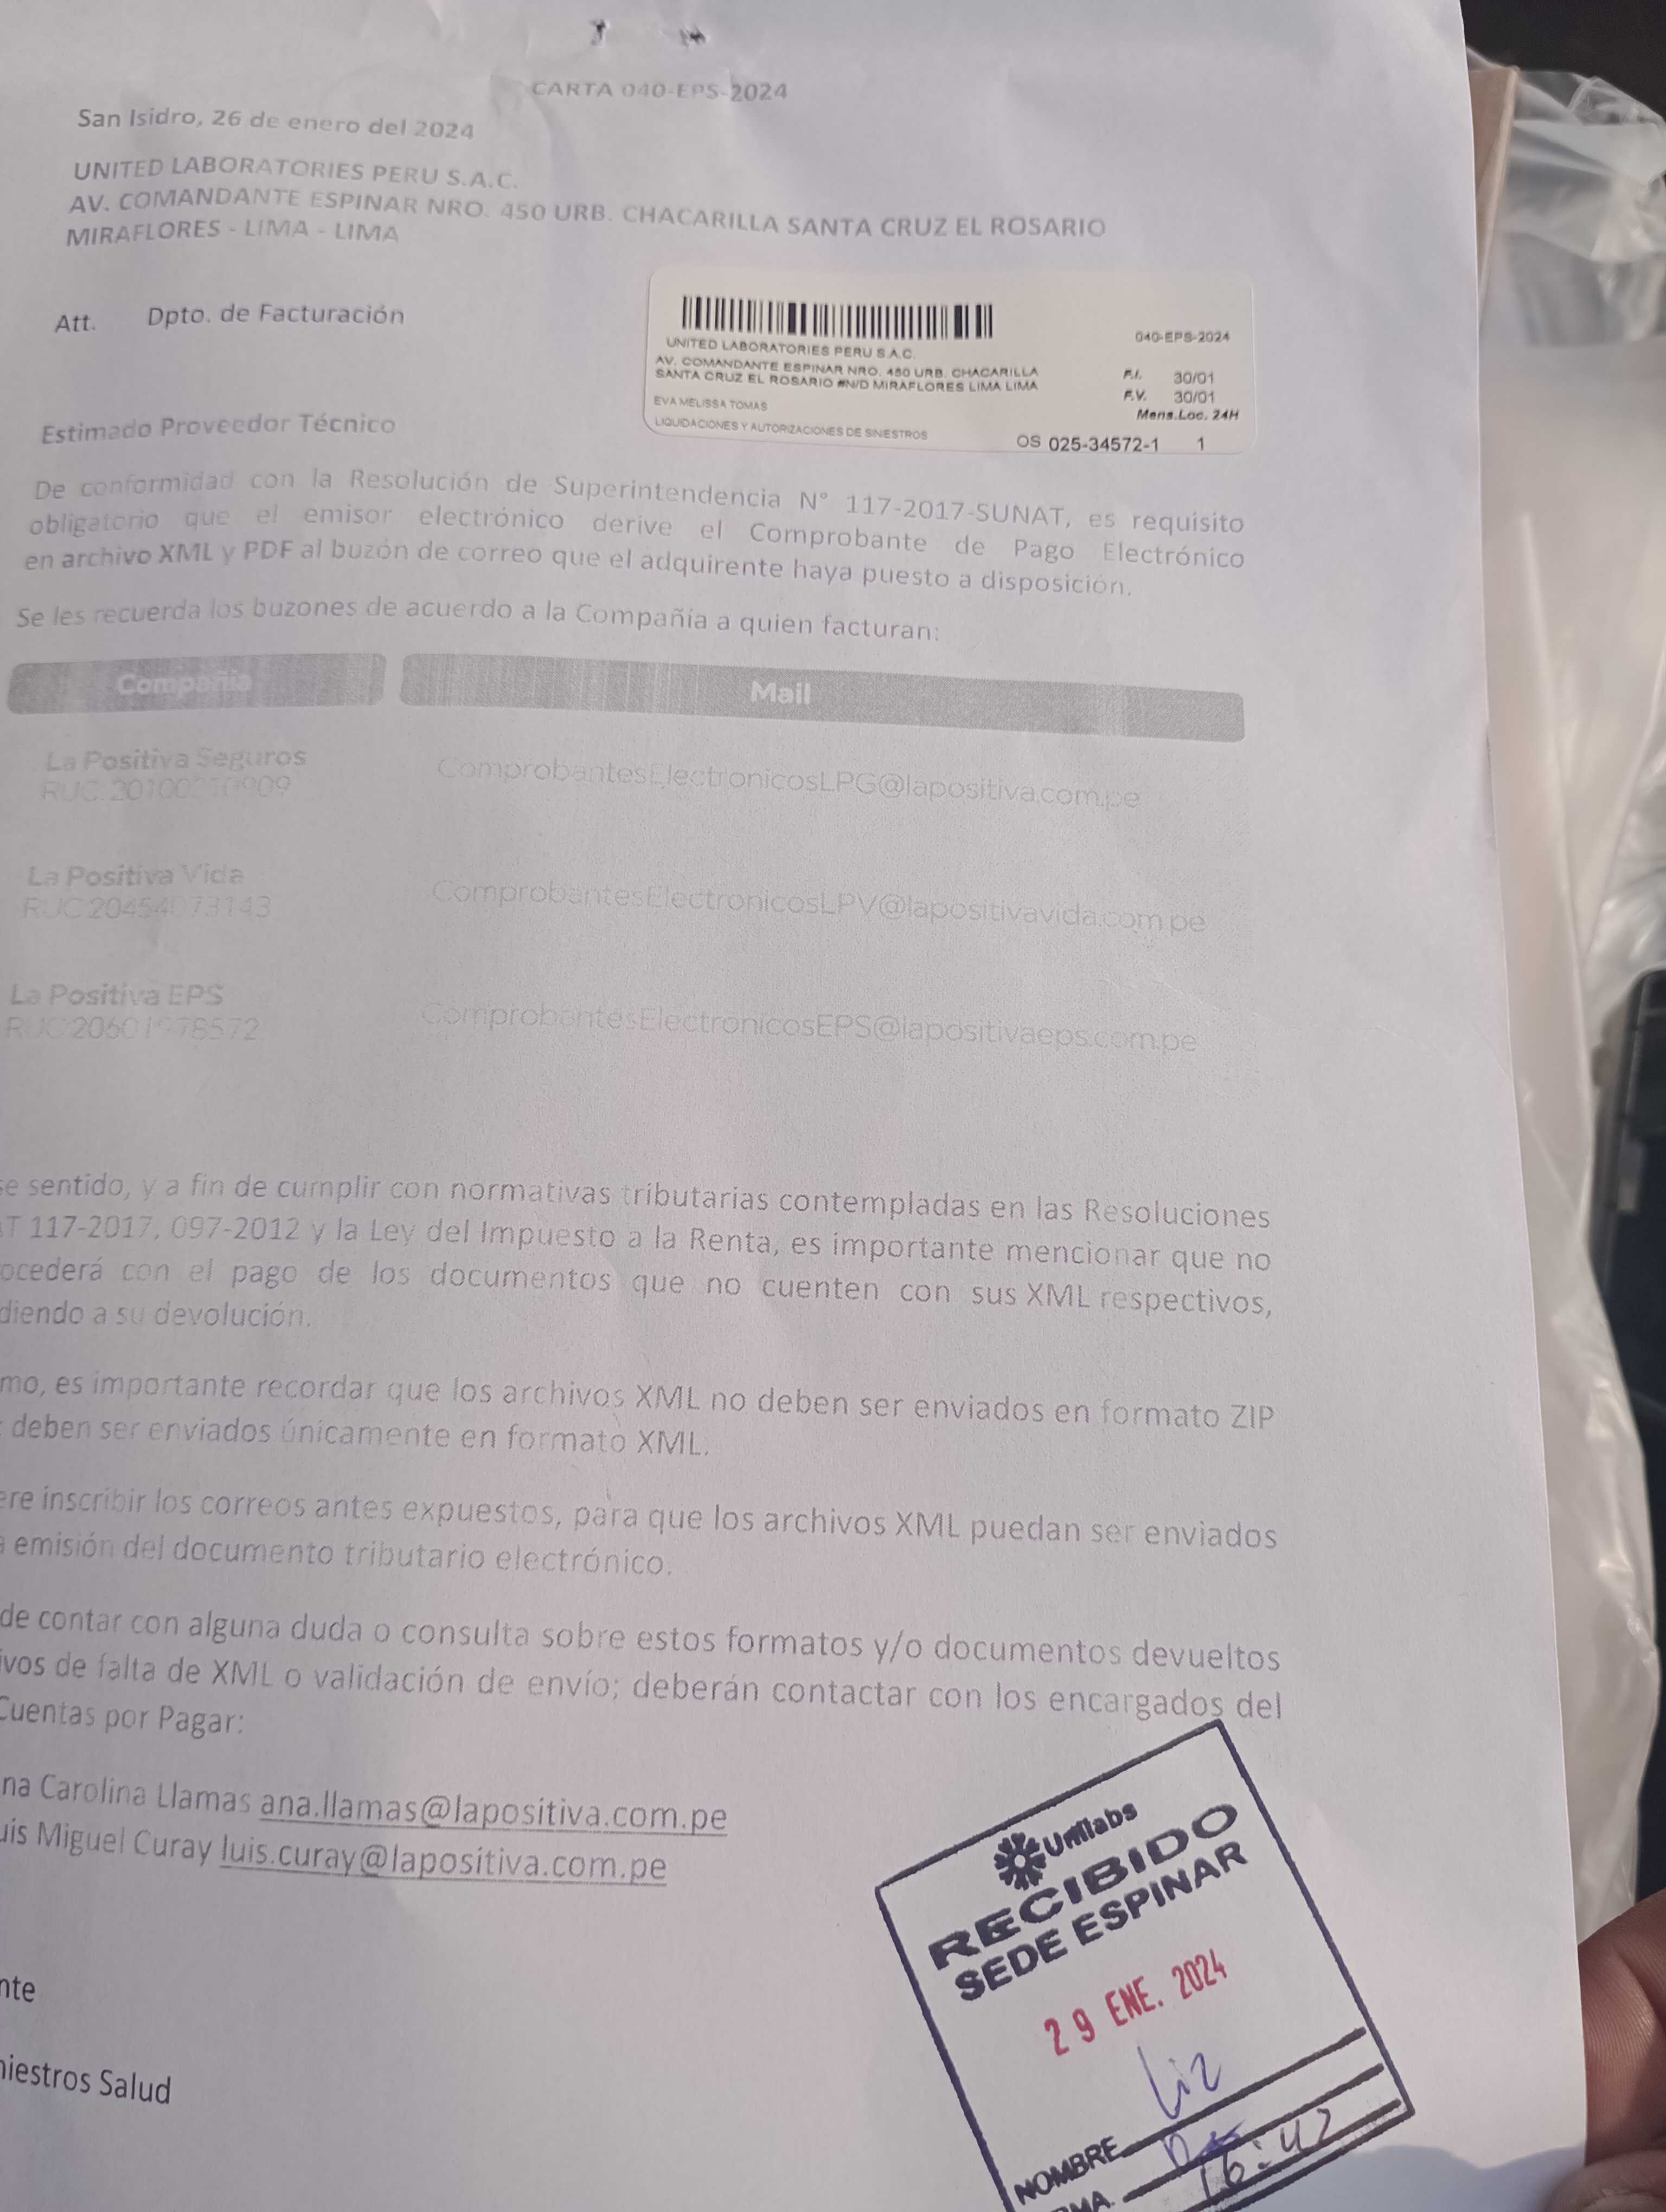 CARTA 040-EPS-2024
San Isidro, 26 de enero del 2024
UNITED LABORATORIES PERU S.A.C.
AV. COMANDANTE ESPINAR NRO. 450 URB. CHACARILLA SANTA CRUZ EL ROSARIO
MIRAFLORES - LIMA - LIMA
Att. Dpto. de Facturación
UNITED LABORATORIES PERU S.A.C.
AV. COMANDANTE ESPINAR NRO. 450 URB. CHACARILLA
SANTA CRUZ EL ROSARIO #N/D MIRAFLORES LIMA LIMA
EVA MELISSA TOMAS
LIQUIDACIONES Y AUTORIZACIONES DE SINIESTROS
040-EPS-2024
F.I. 30/01
F.V. 30/01
Mens.Loc. 24H
OS 025-34572-1 1
Estimado Proveedor Técnico
De conformidad con la Resolución de Superintendencia N° 117-2017-SUNAT, es requisito
obligatorio que el emisor electrónico derive el Comprobante de Pago Electrónico
en archivo XML y PDF al buzón de correo que el adquirente haya puesto a disposición.
Se les recuerda los buzones de acuerdo a la Compañía a quien facturan:
Compañía Mail
La Positiva Seguros
RUC:20100210909
ComprobantesElectronicosLPG@lapositiva.com.pe
La Positiva Vida
RUC:20454073143
ComprobantesElectronicosLPV@lapositivavida.com.pe
La Positiva EPS
RUC:20601978572
ComprobantesElectronicosEPS@lapositivaeps.com.pe
se sentido, y a fin de cumplir con normativas tributarias contempladas en las Resoluciones
AT 117-2017, 097-2012 y la Ley del Impuesto a la Renta, es importante mencionar que no
ocederá con el pago de los documentos que no cuenten con sus XML respectivos,
diendo a su devolución.
mo, es importante recordar que los archivos XML no deben ser enviados en formato ZIP
deben ser enviados únicamente en formato XML.
ere inscribir los correos antes expuestos, para que los archivos XML puedan ser enviados
a emisión del documento tributario electrónico.
de contar con alguna duda o consulta sobre estos formatos y/o documentos devueltos
ivos de falta de XML o validación de envío; deberán contactar con los encargados del
Cuentas por Pagar:
na Carolina Llamas ana.llamas@lapositiva.com.pe
uis Miguel Curay luis.curay@lapositiva.com.pe
nte
niestros Salud
Unilabs
RECIBIDO
SEDE ESPINAR
29 ENE. 2024
Liz
NOMBRE
16:42
RMA